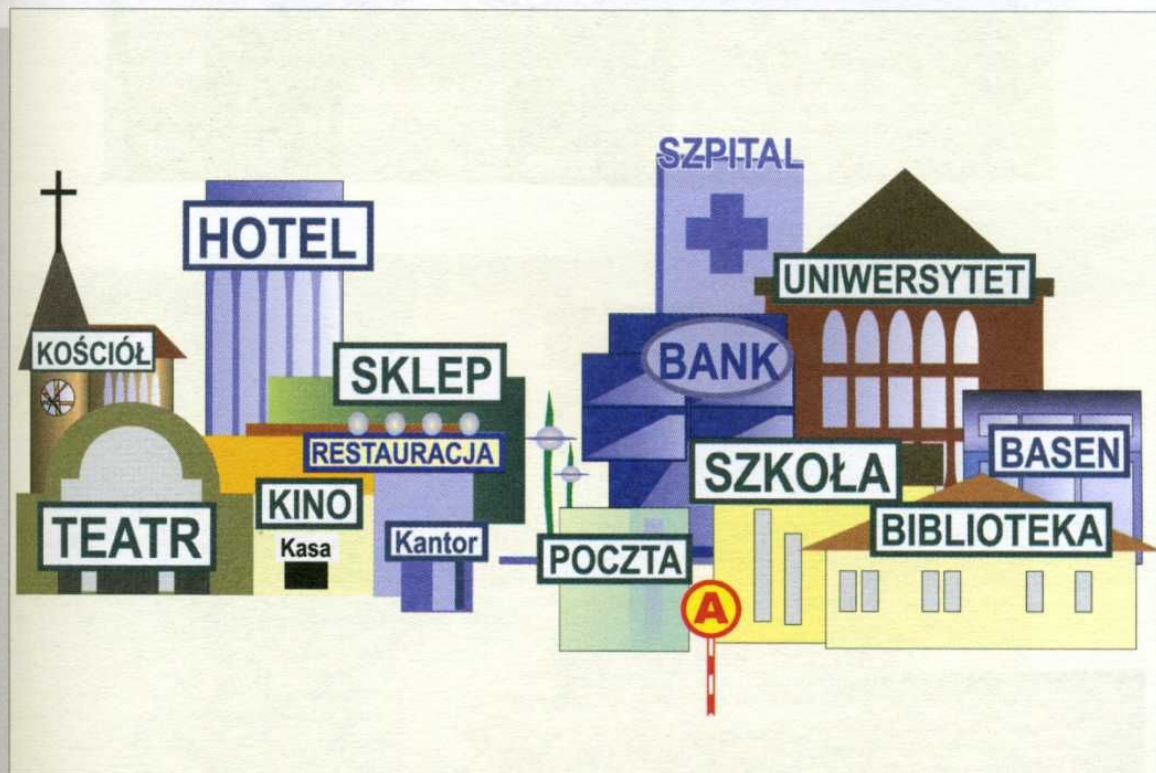 SZPITAL
HOTEL
UNIWERSYTET
KOŚCIÓŁ
SKLEP
BANK
RESTAURACJA
SZKOŁA
BASEN
TEATR
KINO
Kasa
Kantor
POCZTA
BIBLIOTEKA
A